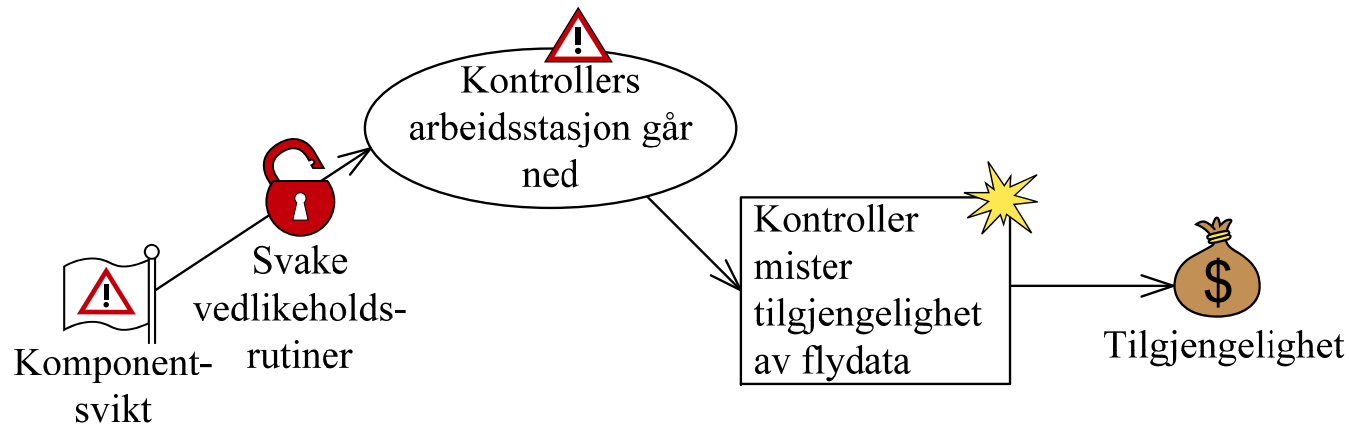 Komponent-
svikt
Svake
vedlikeholds-
rutiner
Kontrollers
arbeidsstasjon går
ned
Kontroller
mister
tilgjengelighet
av flydata
$
Tilgjengelighet